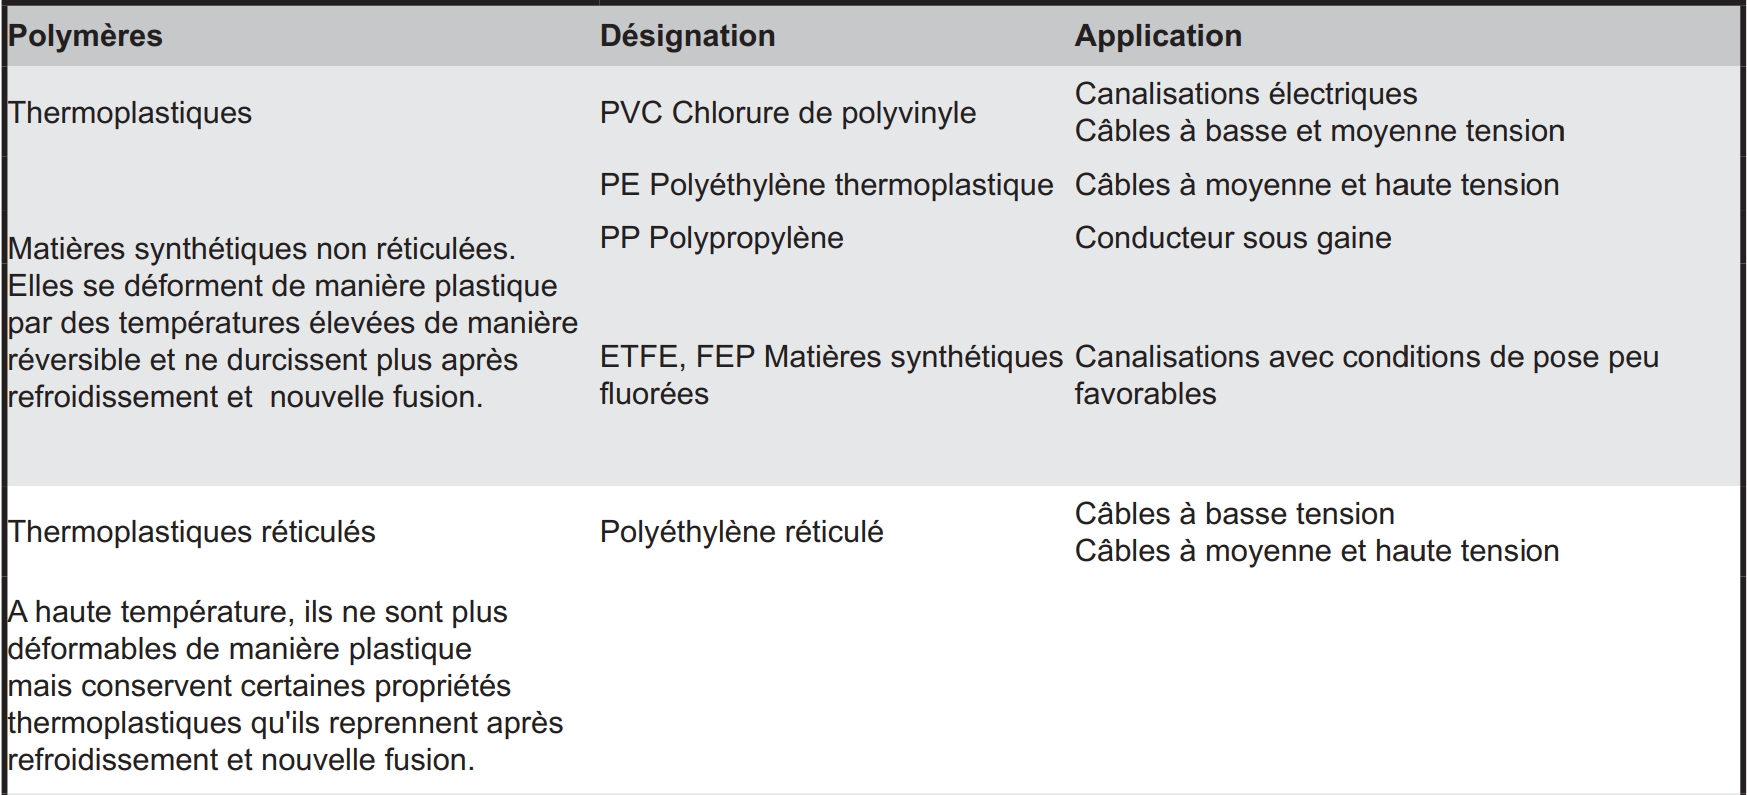 Polymères Désignation Application
Thermoplastiques PVC Chlorure de polyvinyle Canalisations électriques
Câbles à basse et moyenne tension
PE Polyéthylène thermoplastique Câbles à moyenne et haute tension
PP Polypropylène Conducteur sous gaine
Matières synthétiques non réticulées.
Elles se déforment de manière plastique
par des températures élevées de manière
réversible et ne durcissent plus après
refroidissement et nouvelle fusion.
ETFE, FEP Matières synthétiques Canalisations avec conditions de pose peu
fluorées favorables
Thermoplastiques réticulés Polyéthylène réticulé Câbles à basse tension
Câbles à moyenne et haute tension
A haute température, ils ne sont plus
déformables de manière plastique
mais conservent certaines propriétés
thermoplastiques qu'ils reprennent après
refroidissement et nouvelle fusion.